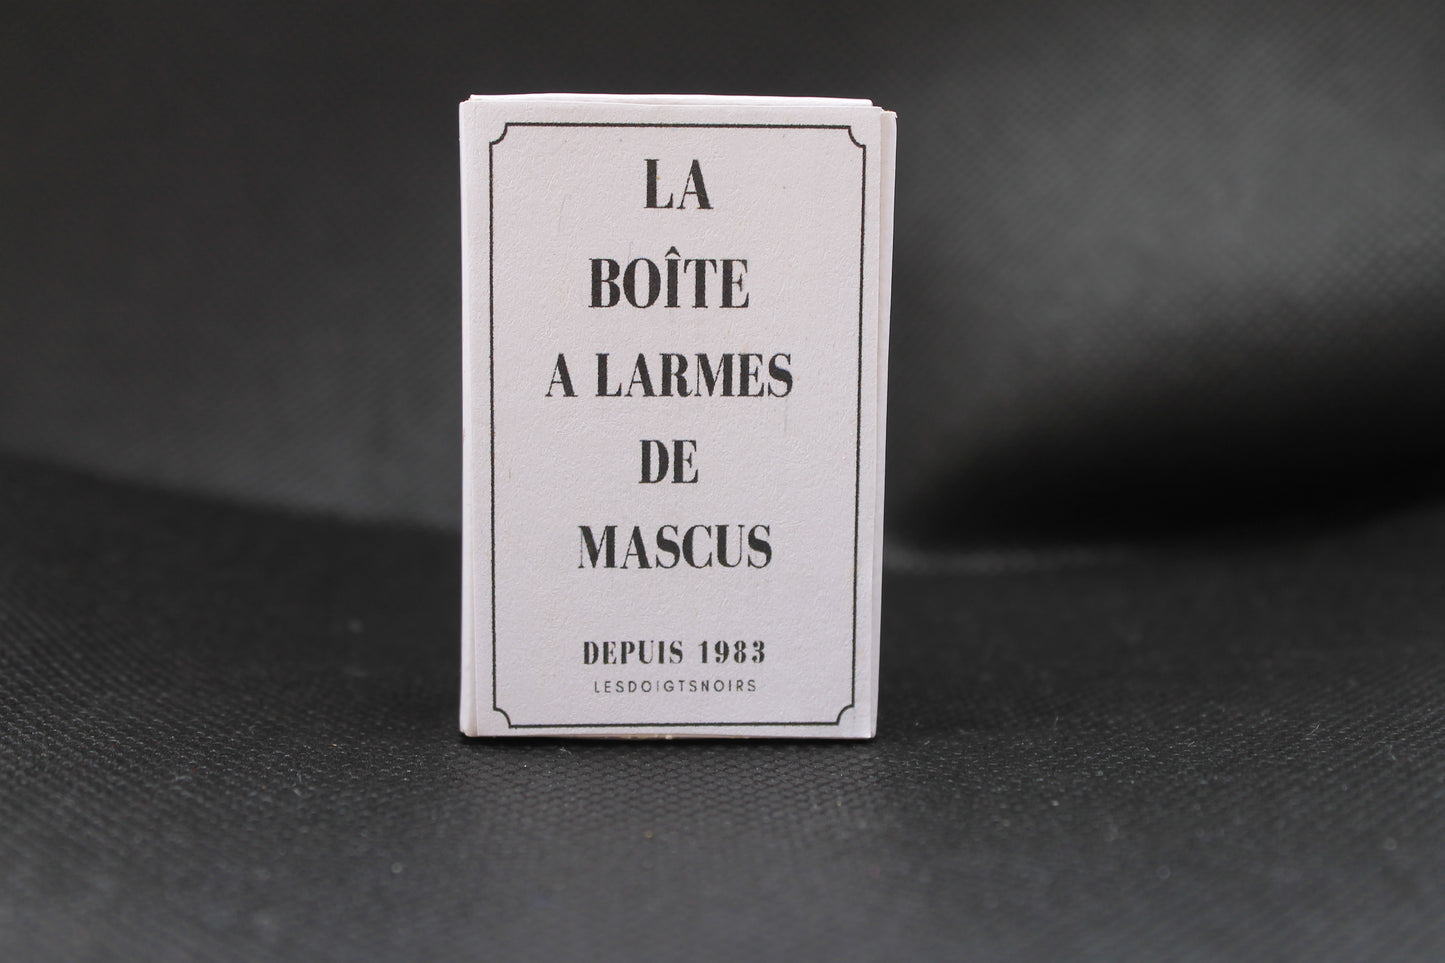 LA
BOÎTE
A LARMES
DE
MASCUS
DEPUIS 1983
LESDOIGTSNOIRS